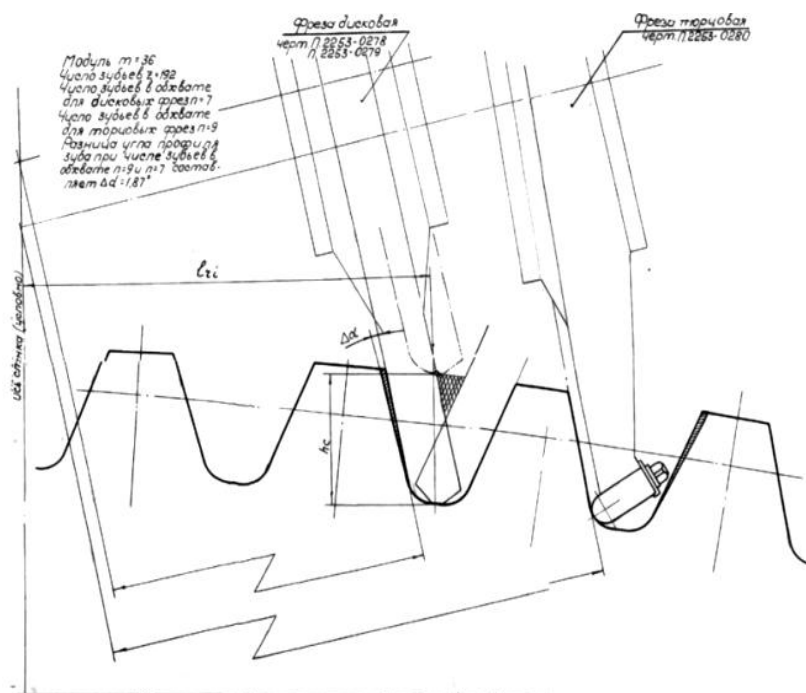 Фреза дисковая
черт. П.2253-0278
П.2253-0279
Фреза торцовая
черт. П.2253-0280
Модуль m=36
Число зубьев z=192
Число зубьев в обхвате
для дисковых фрез n=7
Число зубьев в обхвате
для торцовых фрез n=9
Разница угла профиля
зуба при числе зубьев в
обхвате n=9 и n=7 состав-
ляет Δα=1,87°
lzi
Δα
hc
Ось станка (условно)